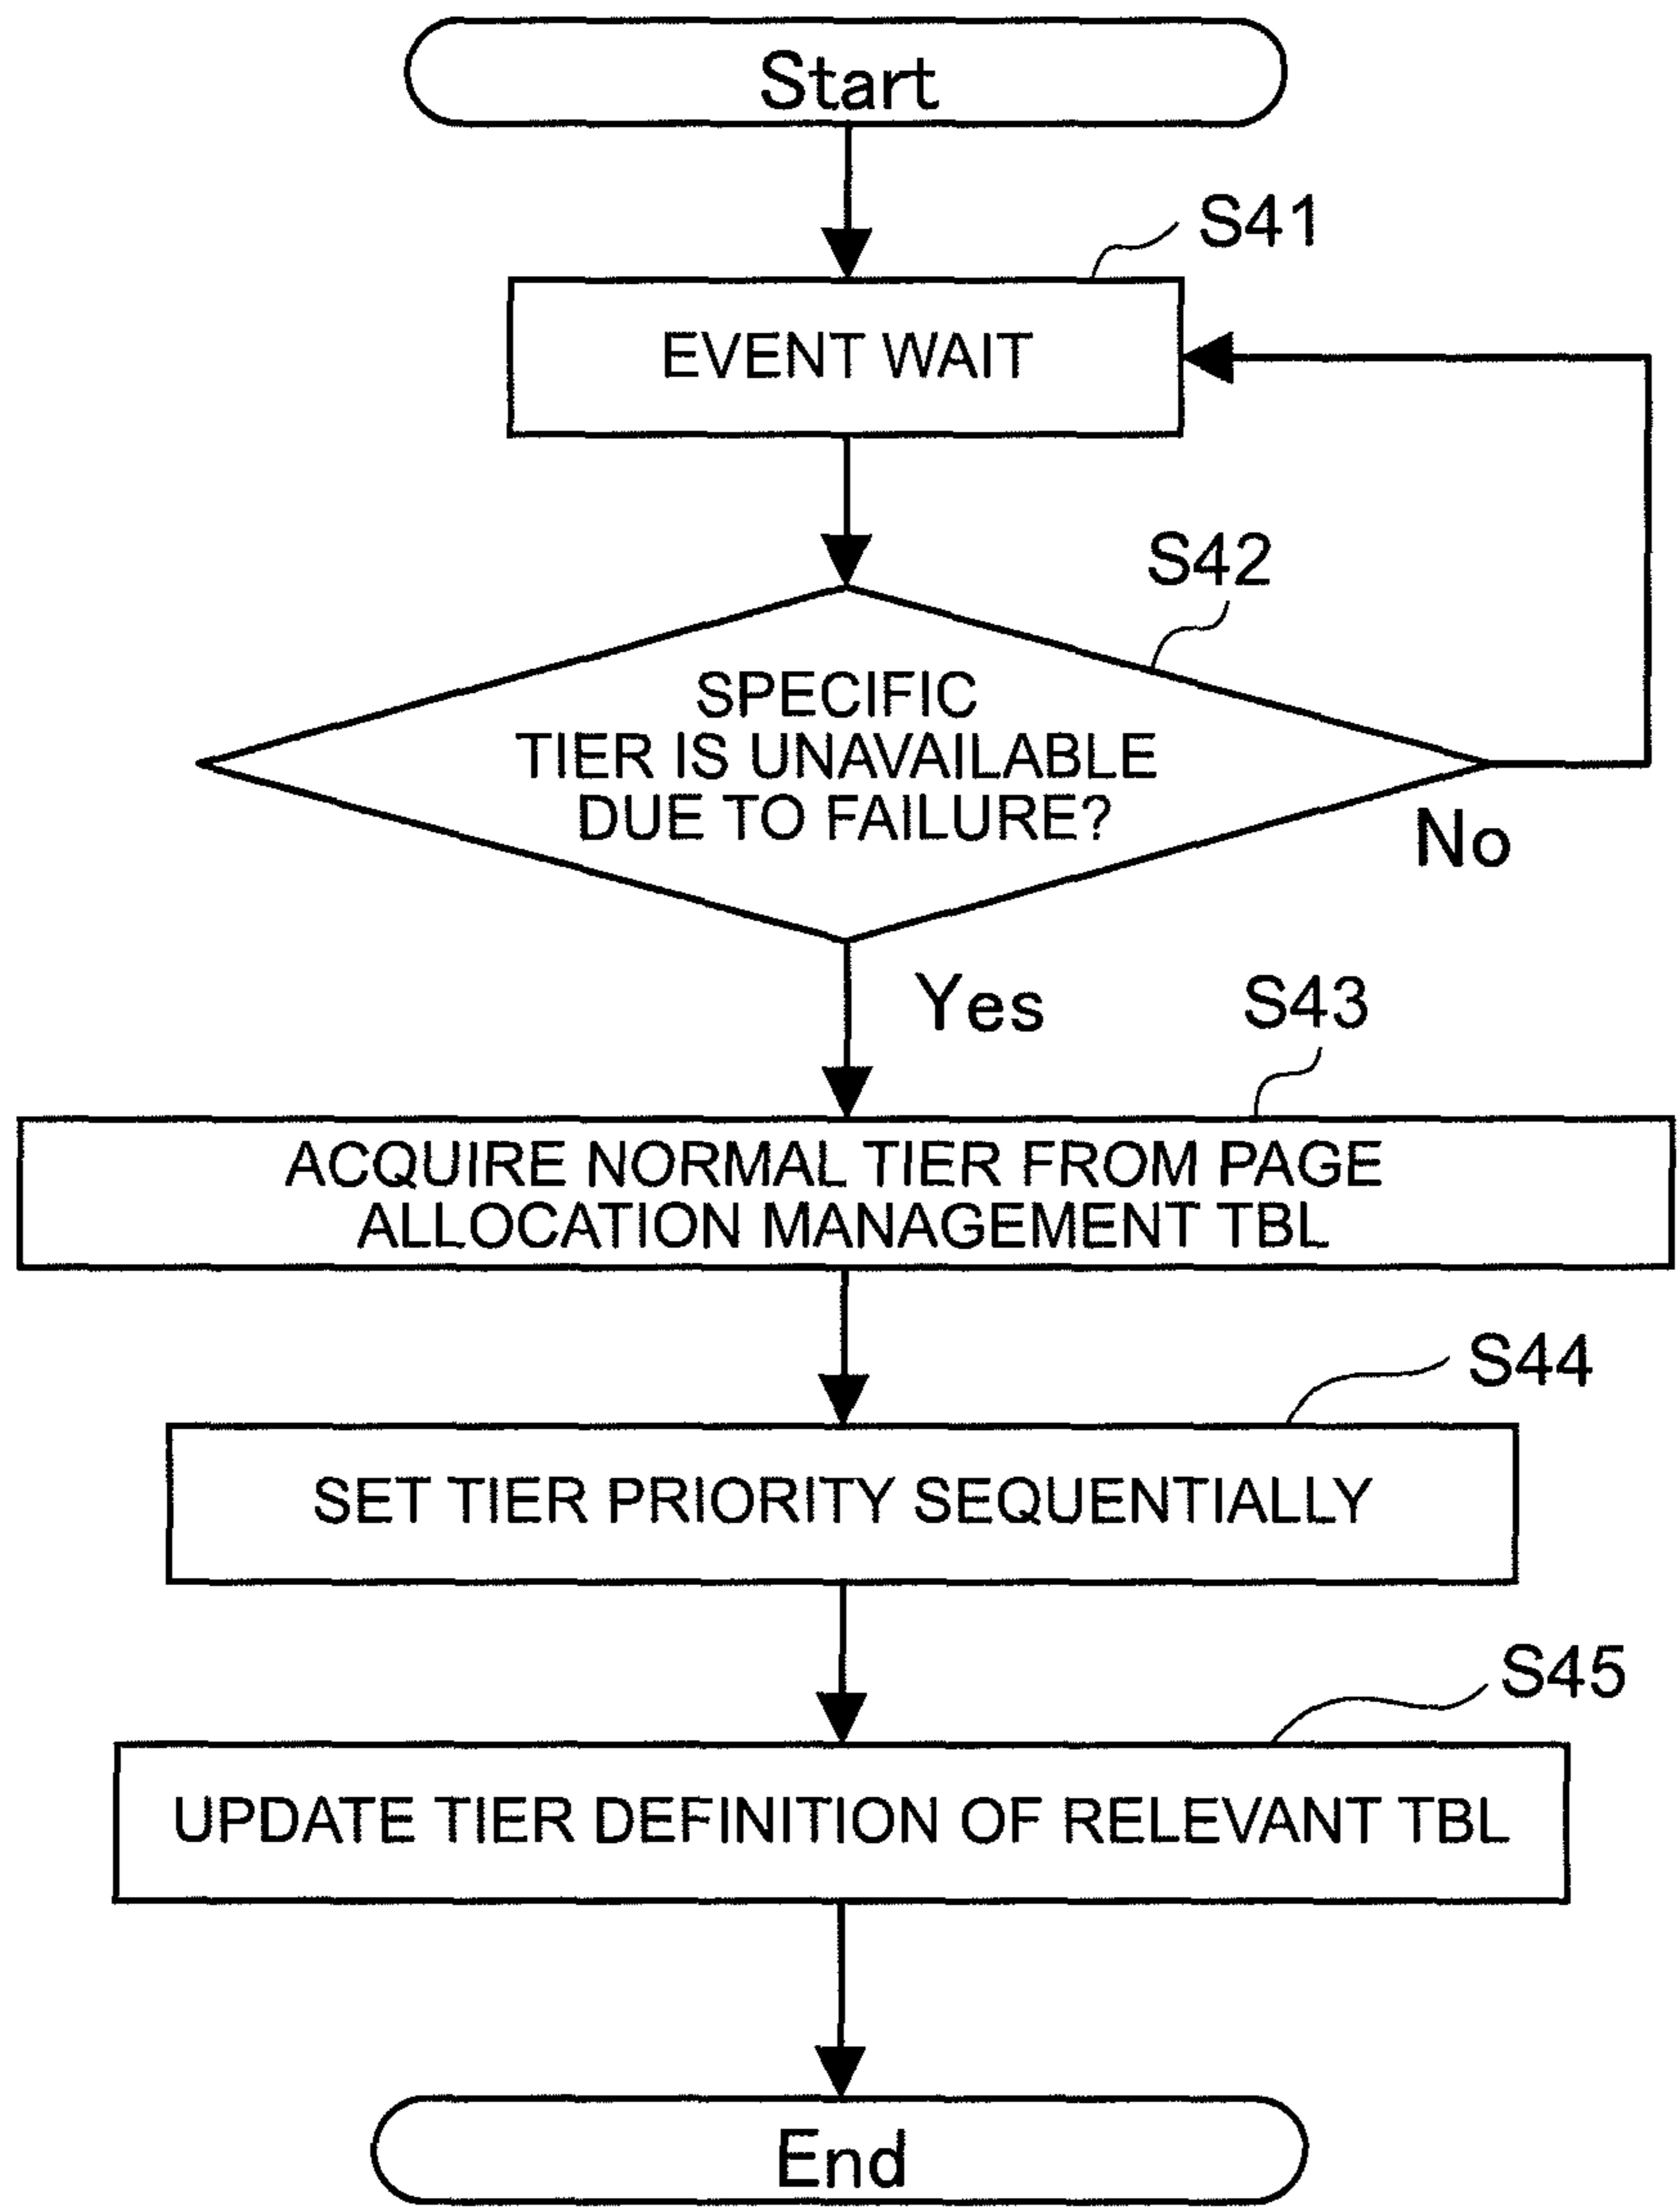 Start
S41
EVENT WAIT
S42
SPECIFIC
TIER IS UNAVAILABLE
DUE TO FAILURE?
No
Yes
S43
ACQUIRE NORMAL TIER FROM PAGE
ALLOCATION MANAGEMENT TBL
S44
SET TIER PRIORITY SEQUENTIALLY
S45
UPDATE TIER DEFINITION OF RELEVANT TBL
End